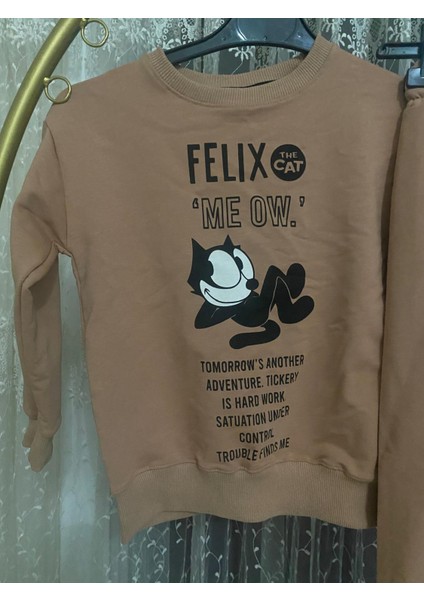 FELIX THE CAT
'ME OW.'
TOMORROW'S ANOTHER
ADVENTURE. TICKERY
IS HARD WORK
SATUATION UNDER
CONTROL
TROUBLE FINDS ME